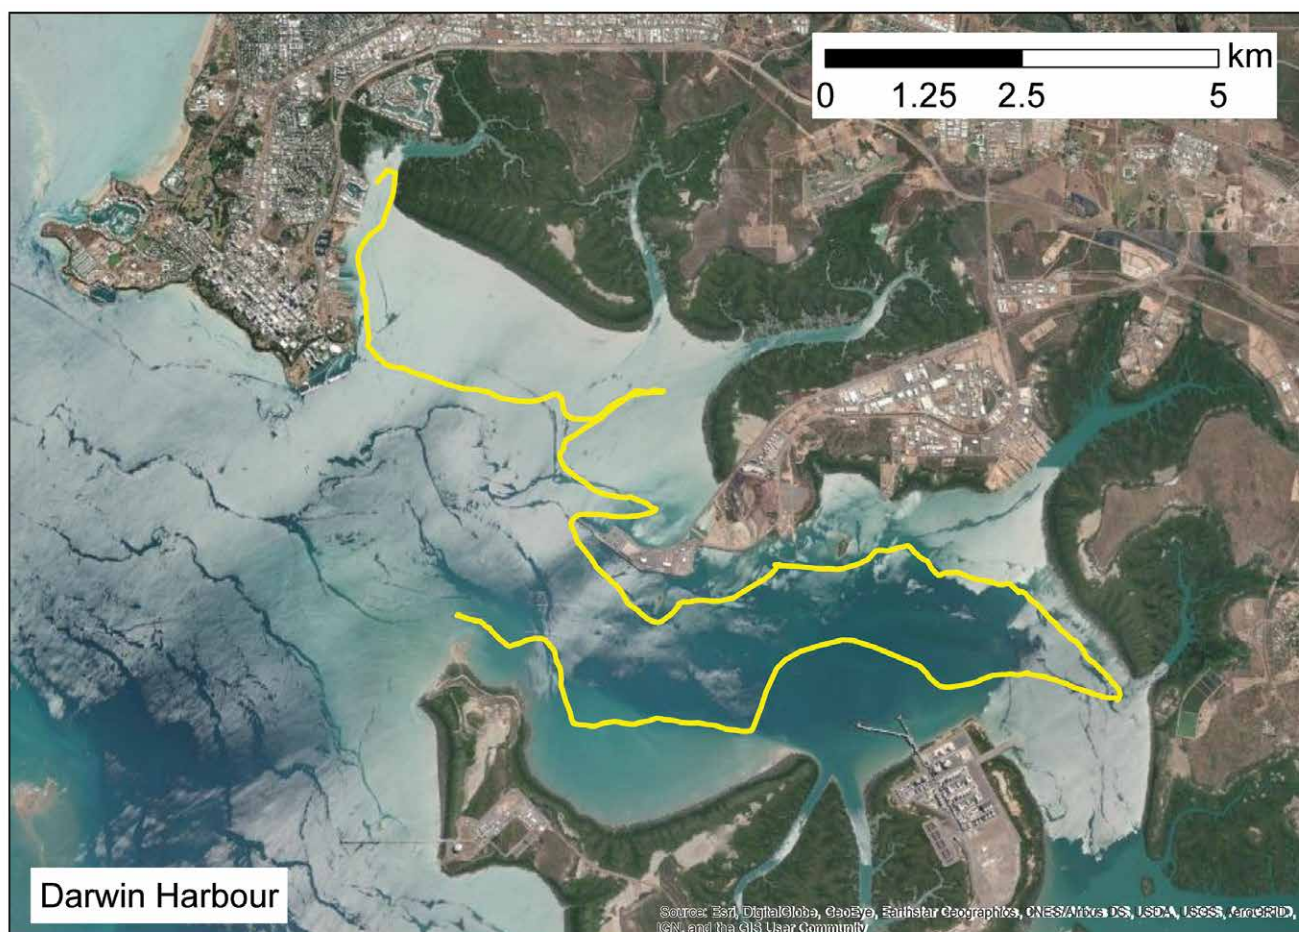 km
0 1.25 2.5 5
Darwin Harbour
Source: Esri, DigitalGlobe, GeoEye, Earthstar Geographics, CNES/Airbus DS, USDA, USGS, AeroGRID,
IGN, and the GIS User Community